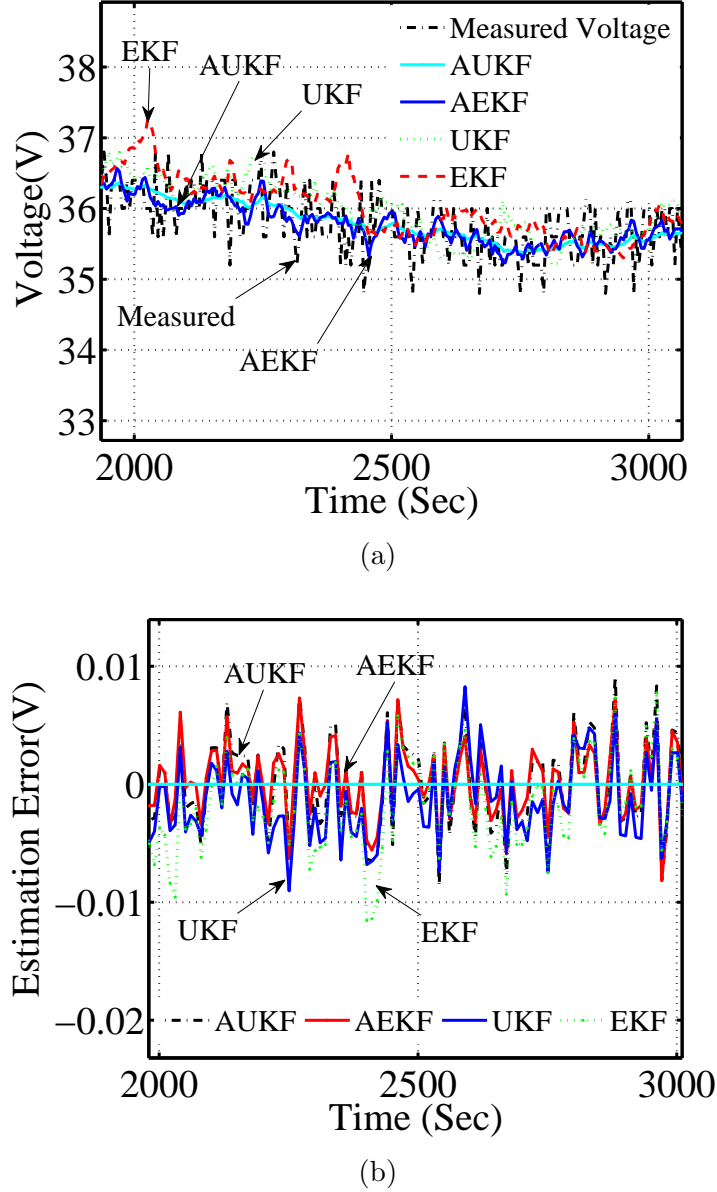 Measured Voltage
AUKF
AEKF
UKF
EKF
EKF
AUKF
UKF
Measured
AEKF
38
37
36
35
34
33
Voltage(V)
2000 2500 3000
Time (Sec)
(a)
0.01
0
−0.01
−0.02
Estimation Error(V)
AUKF
AEKF
UKF
EKF
AUKF AEKF UKF EKF
2000 2500 3000
Time (Sec)
(b)